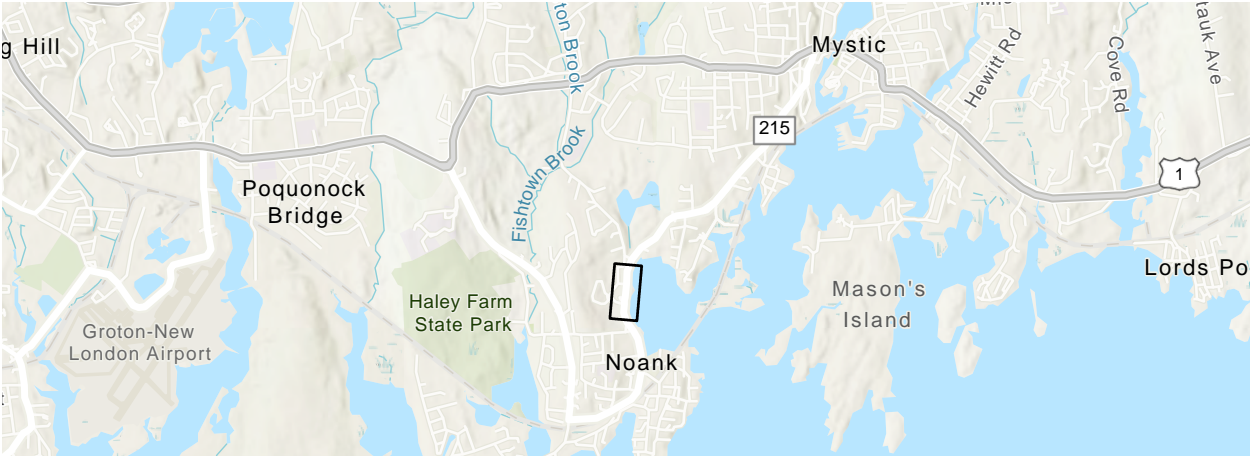 g Hill
ton Brook
Mystic
Hewitt Rd
Cove Rd
tauk Ave
215
1
Fishtown Brook
Poquonock
Bridge
Haley Farm
State Park
Groton-New
London Airport
Mason's
Island
Lords Po
Noank